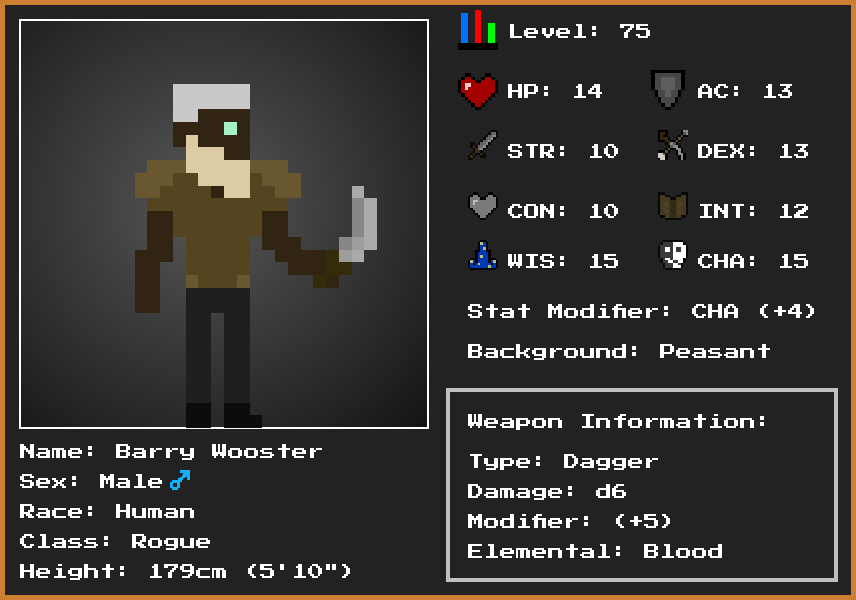 Level: 75
HP: 14 AC: 13
STR: 10 DEX: 13
CON: 10 INT: 12
WIS: 15 CHA: 15
Stat Modifier: CHA (+4)
Background: Peasant
Weapon Information:
Type: Dagger
Damage: d6
Modifier: (+5)
Elemental: Blood
Name: Barry Wooster
Sex: Male♂
Race: Human
Class: Rogue
Height: 179cm (5'10")